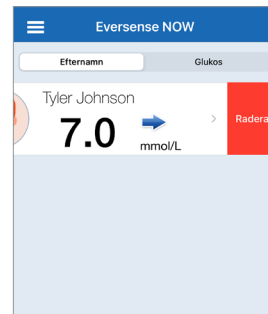 Eversense NOW
Efternamn Glukos
Tyler Johnson
7.0 mmol/L
Radera